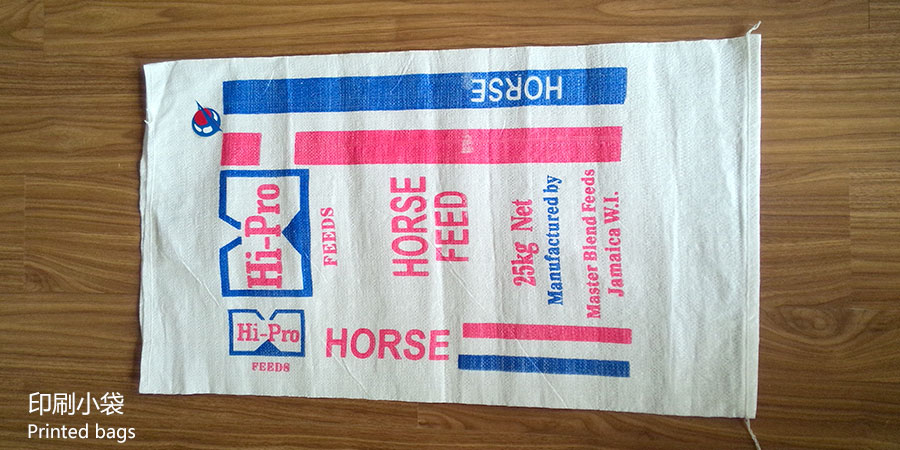 HORSE
Hi-Pro
FEEDS
HORSE
FEED
25kg Net
Manufactured by
Master Blend Feeds
Jamaica W.I.
Hi-Pro
FEEDS
HORSE
印刷小袋
Printed bags